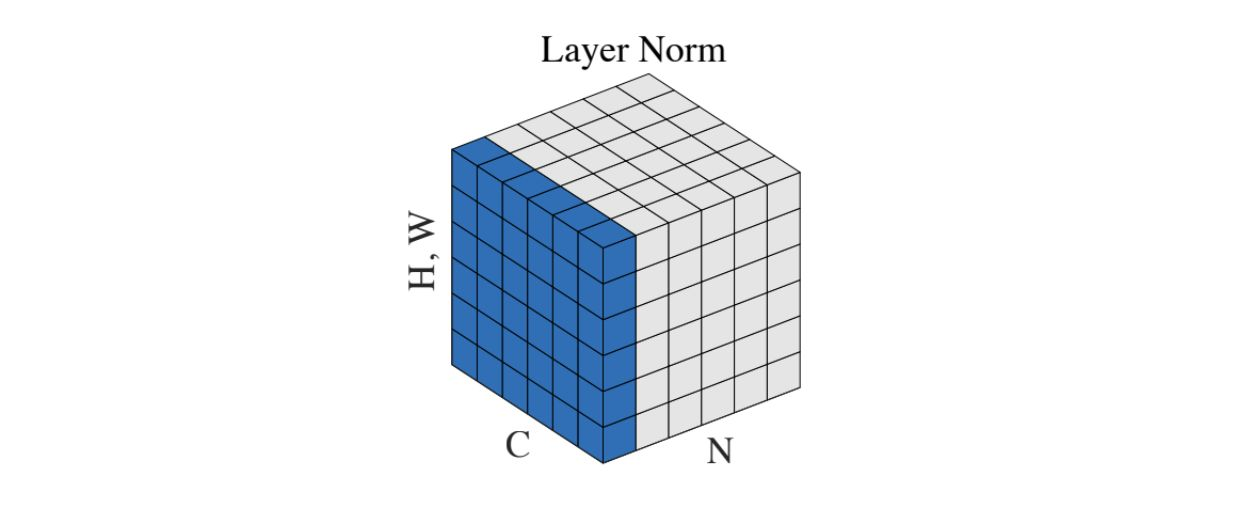 Layer Norm
H, W
C
N